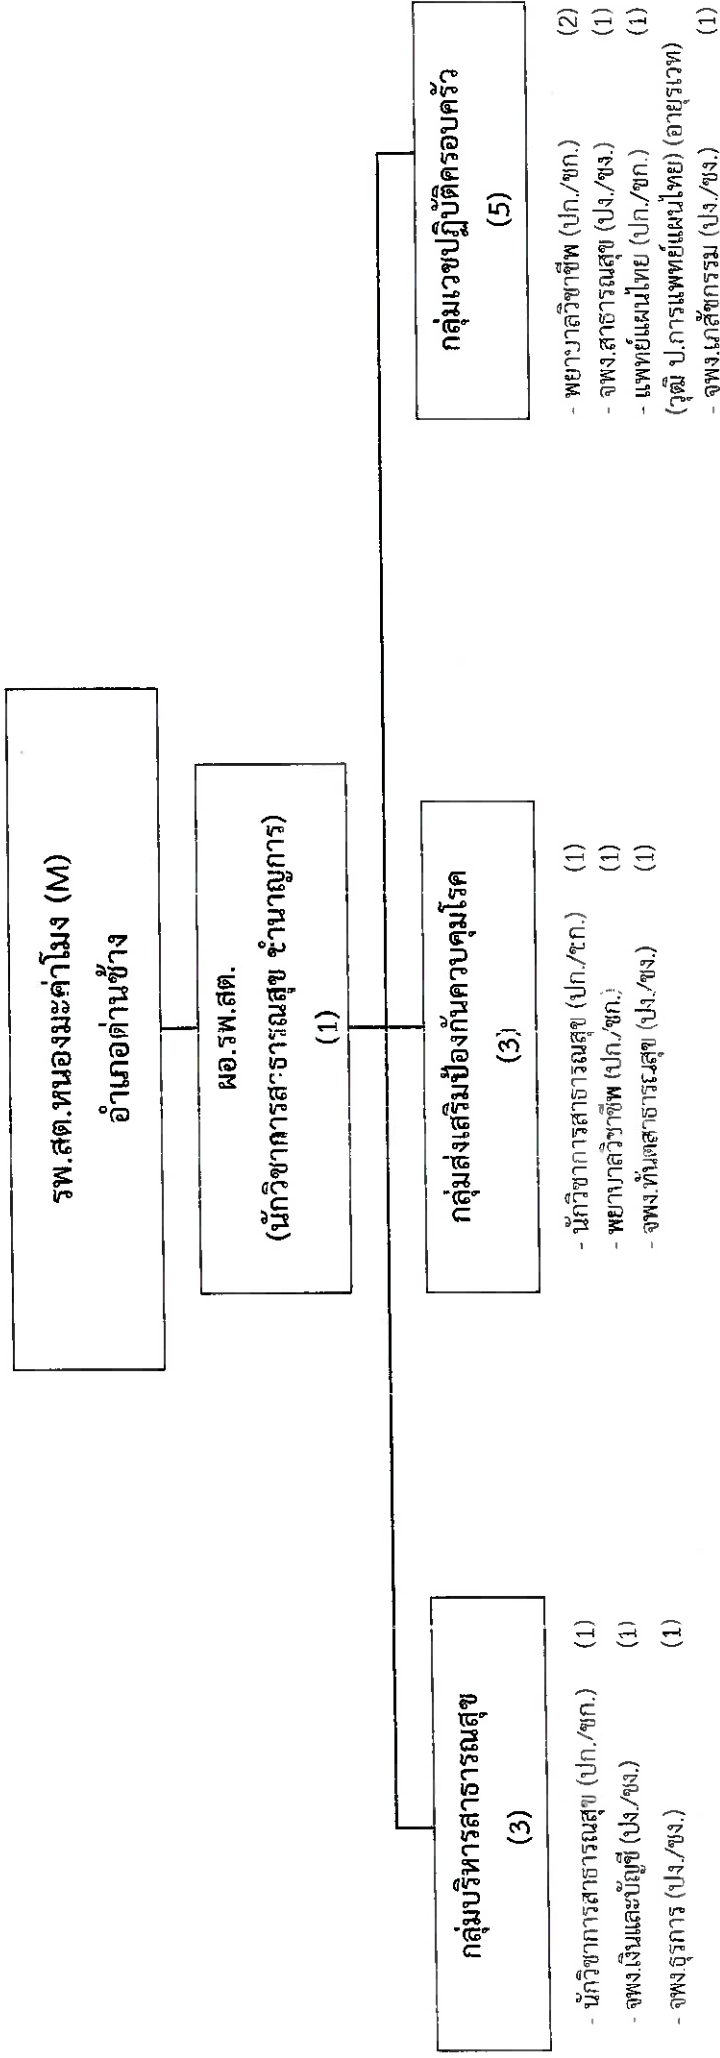 รพ.สต.หนองมะค่าโมง (M)
อำเภอด่านช้าง
ผอ.รพ.สต.
(นักวิชาการสาธารณสุข ชำนาญการ)
(1)
กลุ่มบริหารสาธารณสุข
(3)
- นักวิชาการสาธารณสุข (ปก./ชก.) (1)
- จพง.เงินและบัญชี (ปง./ชง.) (1)
- จพง.ธุรการ (ปง./ชง.) (1)
กลุ่มส่งเสริมป้องกันควบคุมโรค
(3)
- นักวิชาการสาธารณสุข (ปก./ชก.) (1)
- พยาบาลวิชาชีพ (ปก./ชก.) (1)
- จพง.ทันตสาธารณสุข (ปง./ชง.) (1)
กลุ่มเวชปฏิบัติครอบครัว
(5)
- พยาบาลวิชาชีพ (ปก./ชก.) (2)
- จพง.สาธารณสุข (ปง./ชง.) (1)
- แพทย์แผนไทย (ปก./ชก.) (1)
(วุฒิ ป.การแพทย์แผนไทย) (อายุรเวท)
- จพง.เภสัชกรรม (ปง./ชง.) (1)